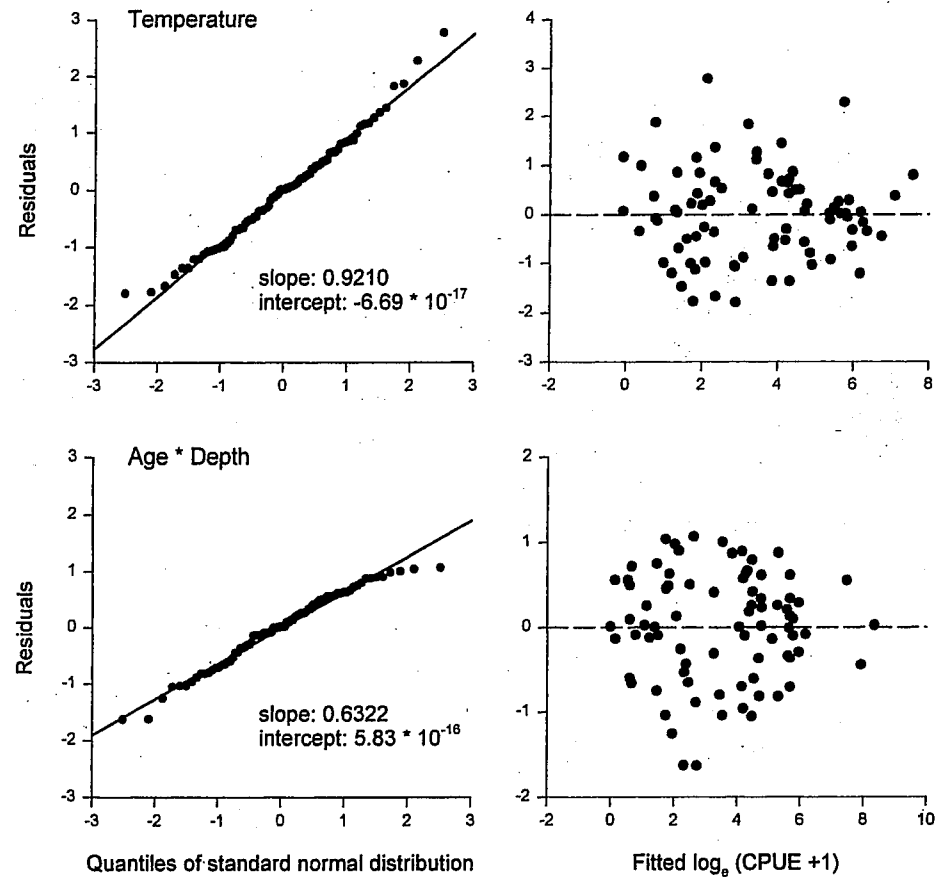 Temperature
3
2
1
0
-1
-2
-3
Residuals
slope: 0.9210
intercept: -6.69 * 10-17
-3 -2 -1 0 1 2 3
4
3
2
1
0
-1
-2
-3
-2 0 2 4 6 8
Age * Depth
3
2
1
0
-1
-2
-3
Residuals
slope: 0.6322
intercept: 5.83 * 10-16
-3 -2 -1 0 1 2 3
Quantiles of standard normal distribution
2
1
0
-1
-2
-2 0 2 4 6 8 10
Fitted loge (CPUE +1)